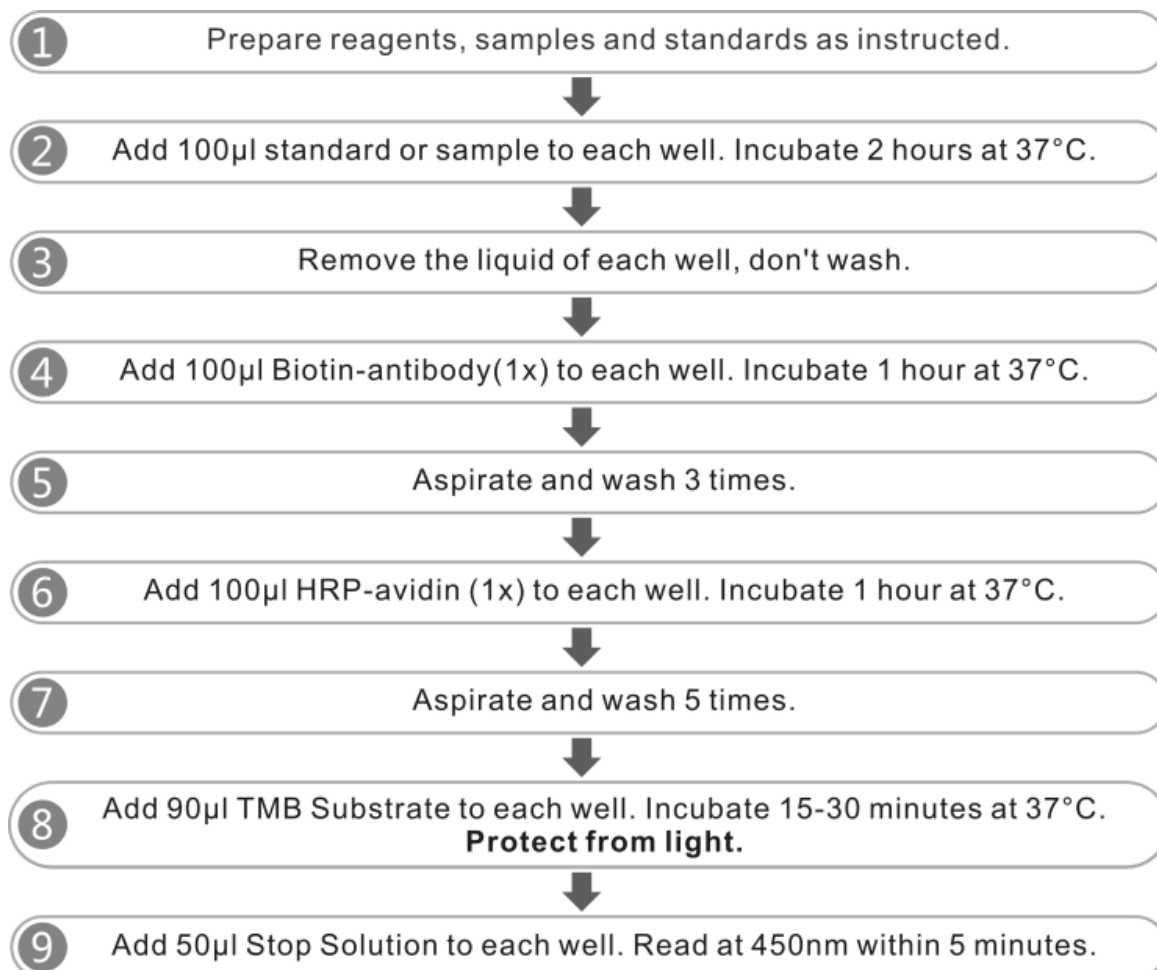 1 Prepare reagents, samples and standards as instructed.
2 Add 100µl standard or sample to each well. Incubate 2 hours at 37°C.
3 Remove the liquid of each well, don't wash.
4 Add 100µl Biotin-antibody(1x) to each well. Incubate 1 hour at 37°C.
5 Aspirate and wash 3 times.
6 Add 100µl HRP-avidin (1x) to each well. Incubate 1 hour at 37°C.
7 Aspirate and wash 5 times.
8 Add 90µl TMB Substrate to each well. Incubate 15-30 minutes at 37°C.
Protect from light.
9 Add 50µl Stop Solution to each well. Read at 450nm within 5 minutes.